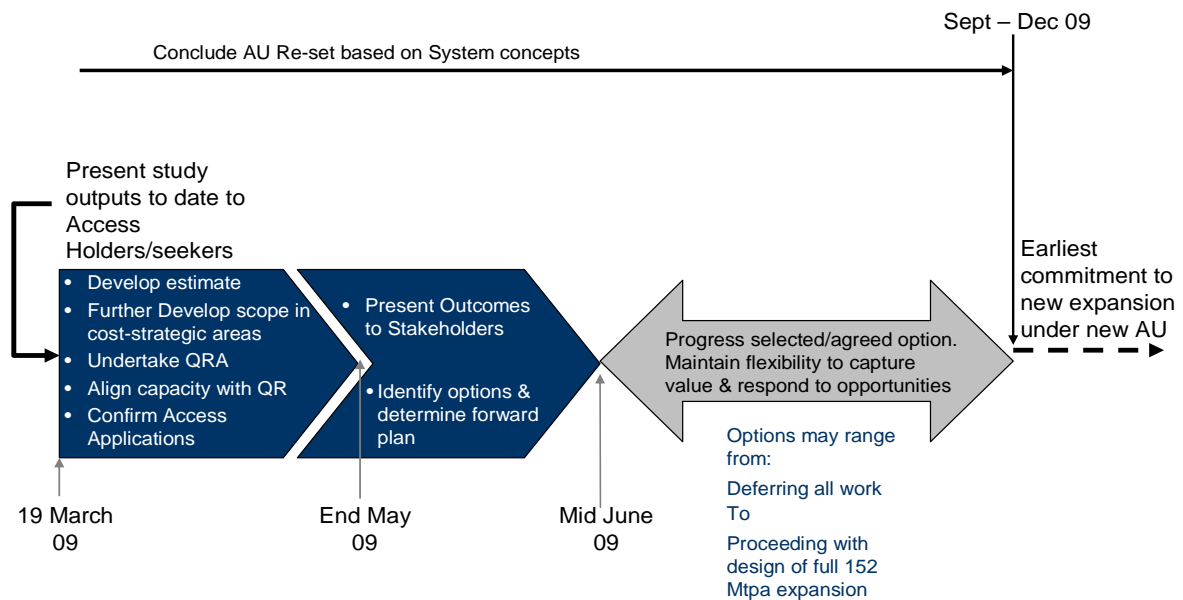 Sept – Dec 09
Conclude AU Re-set based on System concepts
Present study
outputs to date to
Access
Holders/seekers
• Develop estimate
• Further Develop scope in
cost-strategic areas
• Undertake QRA
• Align capacity with QR
• Confirm Access
Applications
• Present Outcomes
to Stakeholders
• Identify options &
determine forward
plan
Progress selected/agreed option.
Maintain flexibility to capture
value & respond to opportunities
Earliest
commitment to
new expansion
under new AU
Options may range
from:
Deferring all work
To
Proceeding with
design of full 152
Mtpa expansion
19 March
09
End May
09
Mid June
09